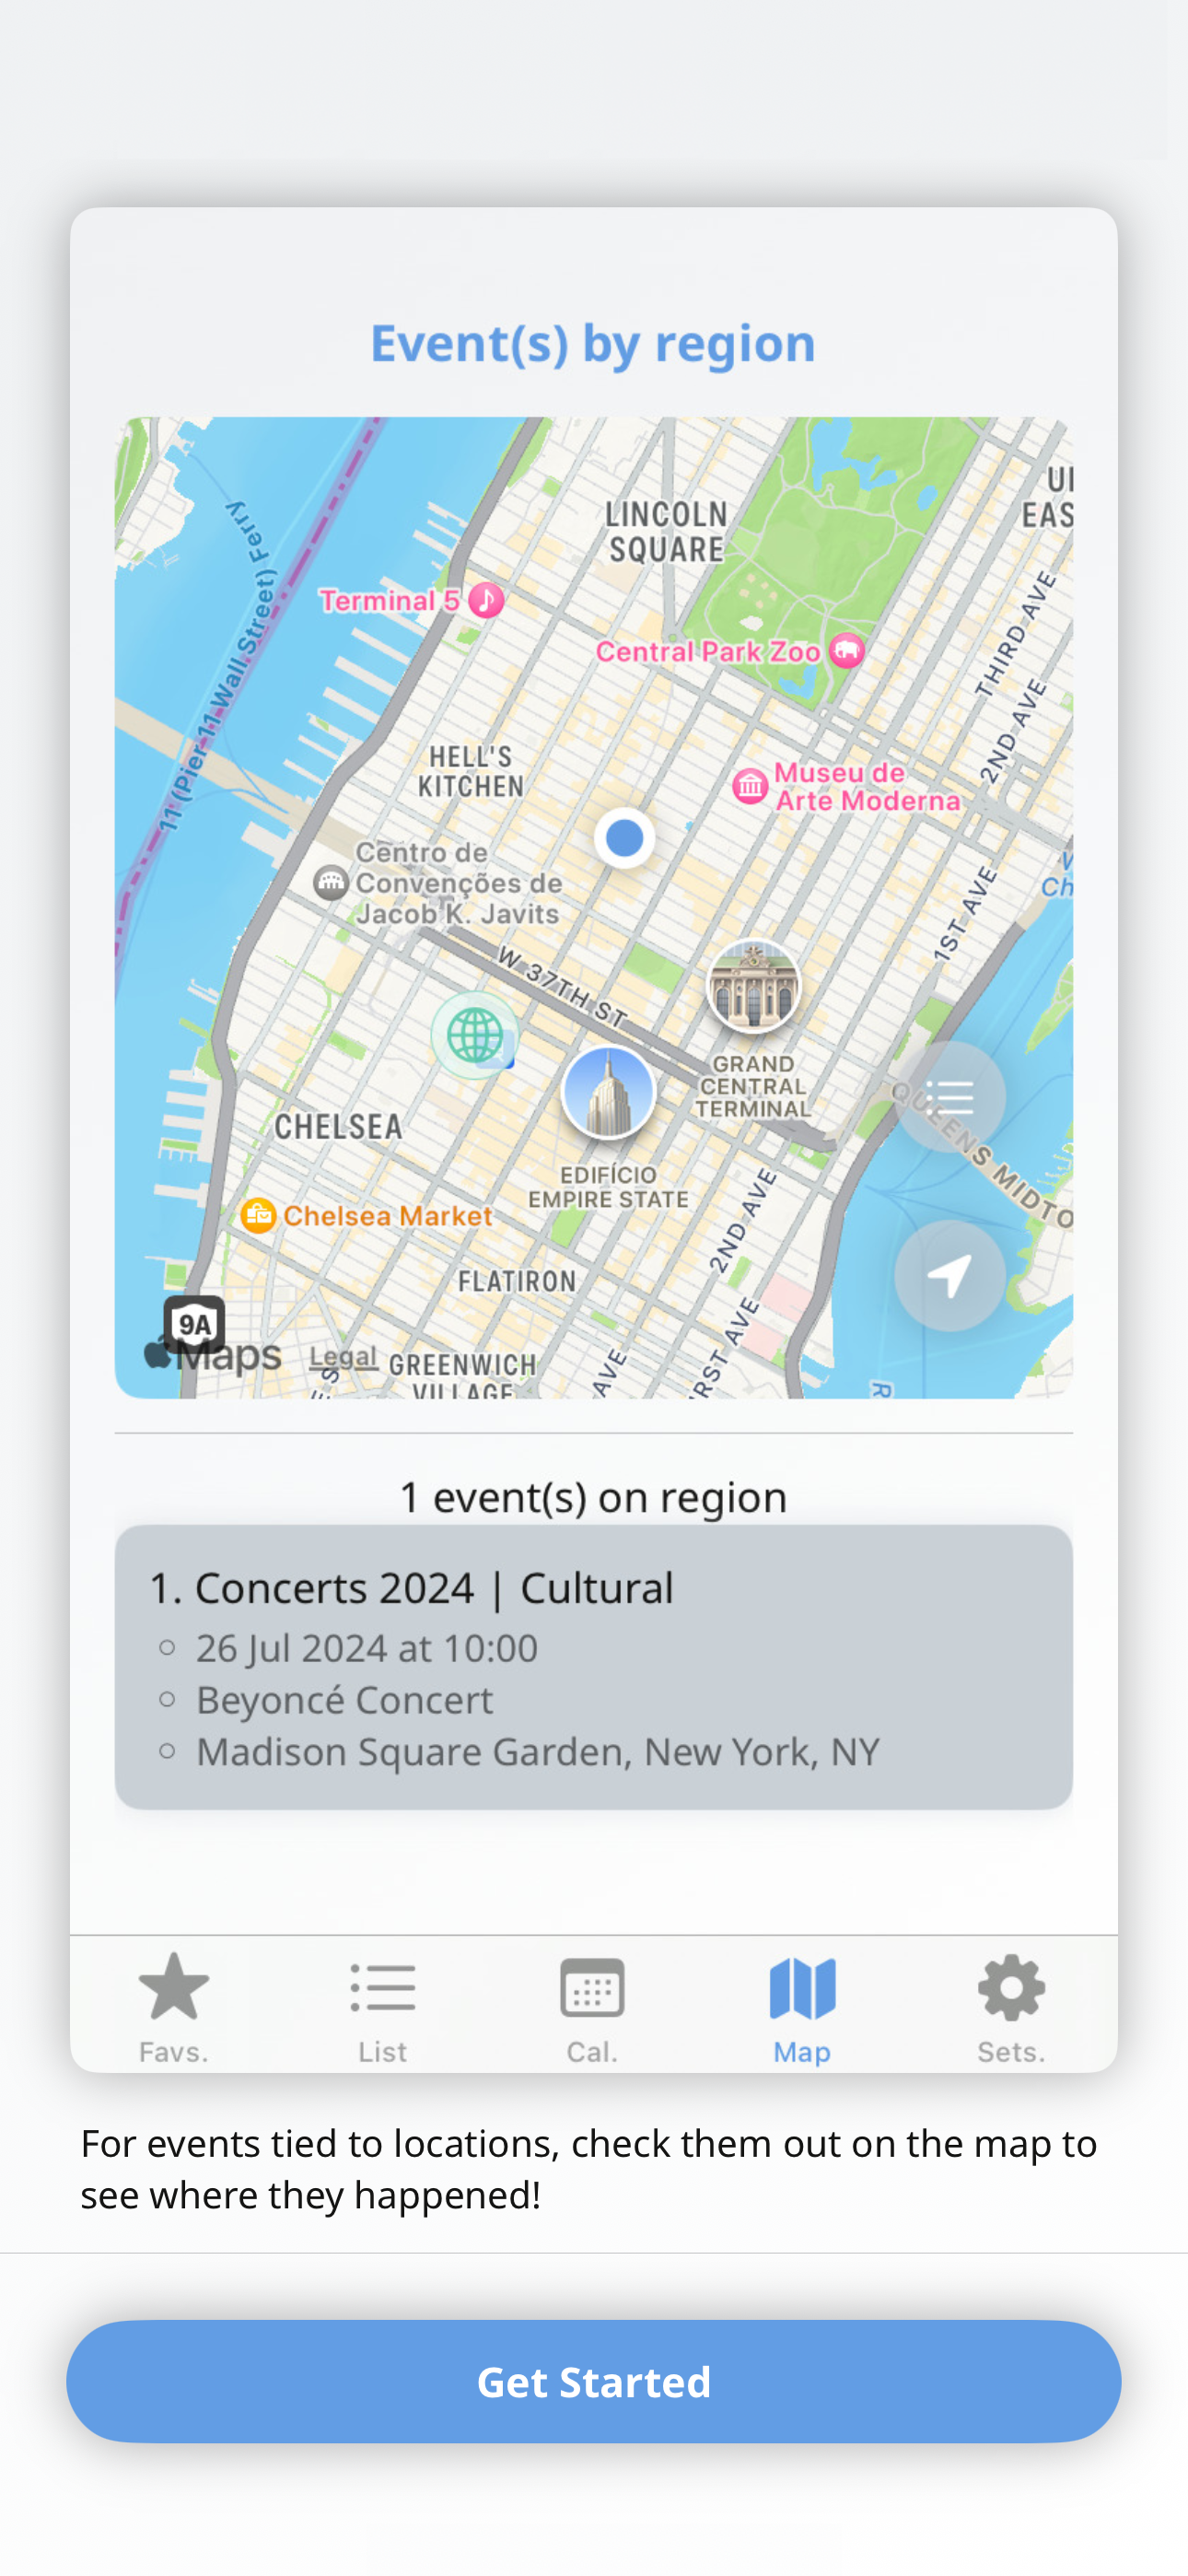 Event(s) by region
LINCOLN
SQUARE
UI
EAS
Terminal 5
Central Park Zoo
11 (Pier 11 Wall Street) Ferry
THIRD AVE
2ND AVE
HELL'S
KITCHEN
Museu de
Arte Moderna
Centro de
Convenções de
Jacob K. Javits
Ch
1ST AVE
W 37TH ST
GRAND
CENTRAL
TERMINAL
QUEENS MIDTO
CHELSEA
EDIFÍCIO
EMPIRE STATE
2ND AVE
Chelsea Market
FLATIRON
9A
Maps
Legal
GREENWICH
VILLAGE
AVE
RST AVE
R
1 event(s) on region
1. Concerts 2024 | Cultural
26 Jul 2024 at 10:00
Beyoncé Concert
Madison Square Garden, New York, NY
Favs.
List
Cal.
Map
Sets.
For events tied to locations, check them out on the map to
see where they happened!
Get Started